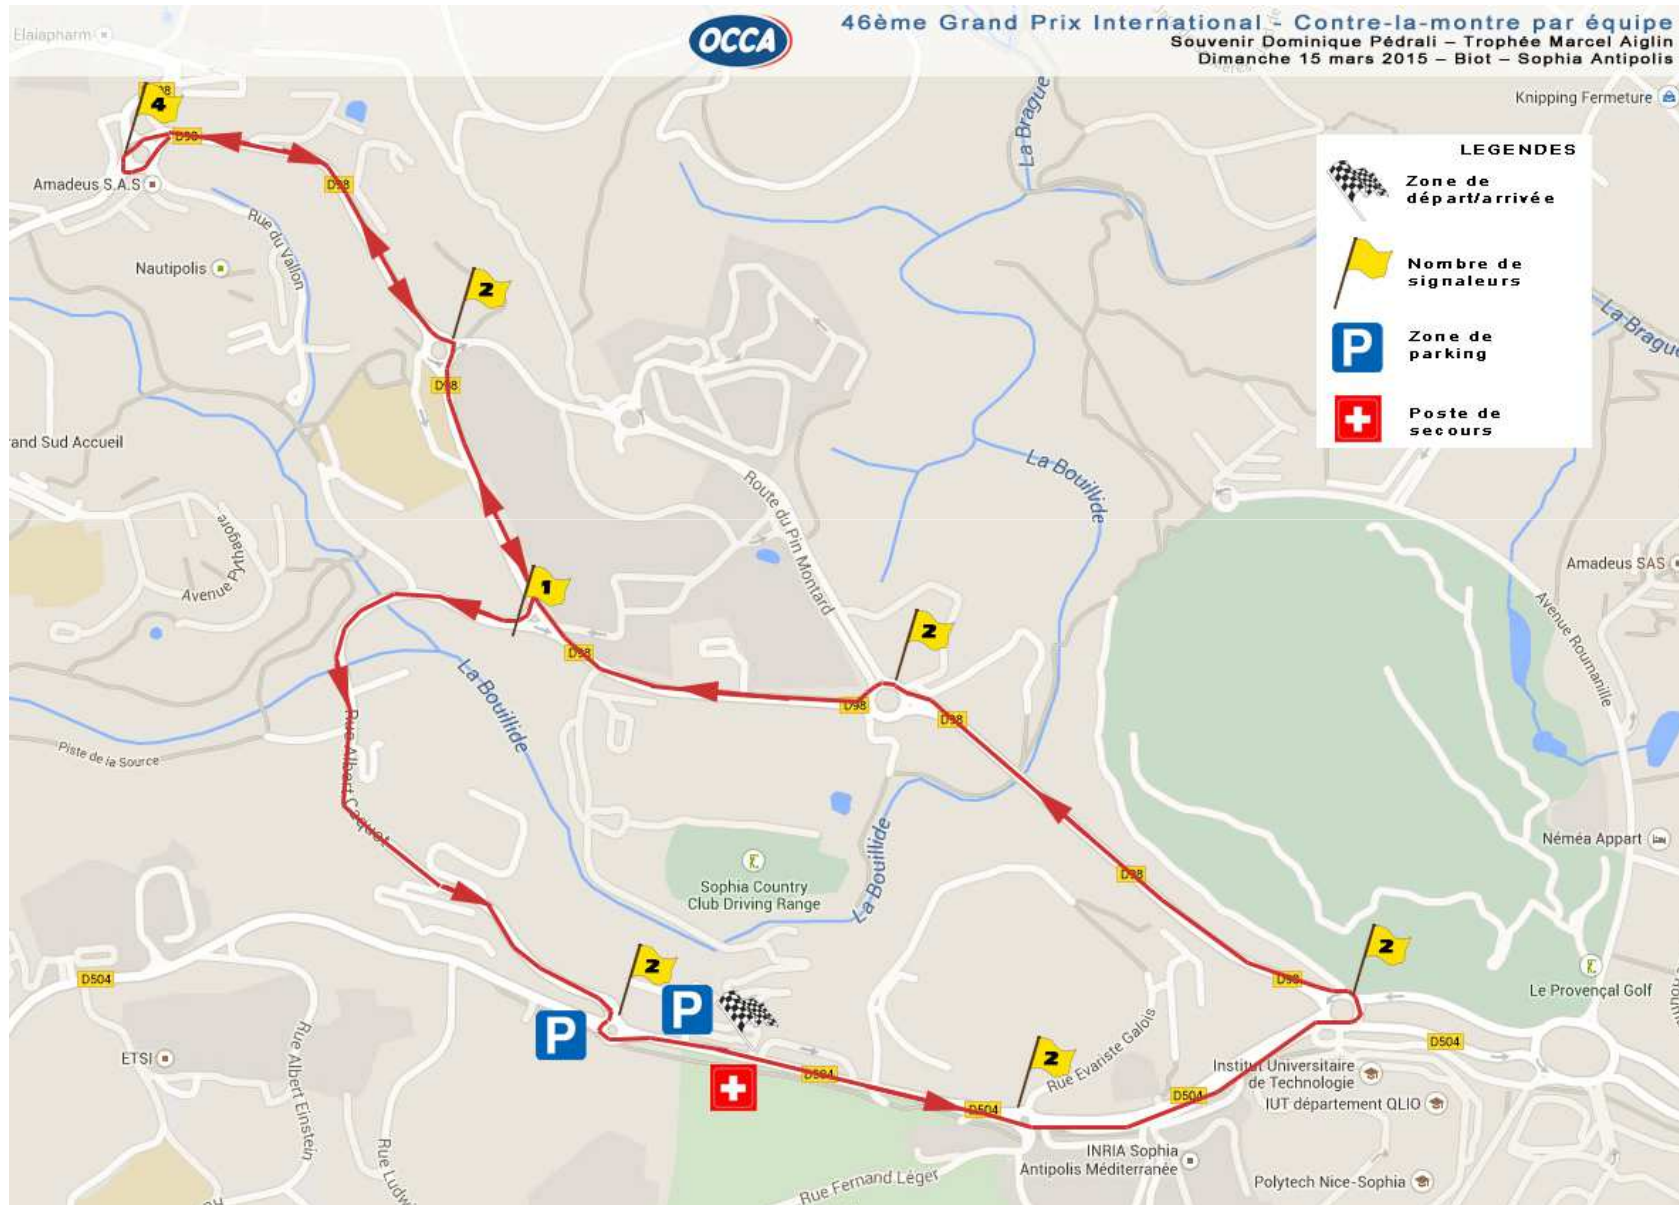 Elaiapharm
OCCA
46ème Grand Prix International - Contre-la-montre par équipe
Souvenir Dominique Pédrali – Trophée Marcel Aiglin
Dimanche 15 mars 2015 – Biot – Sophia Antipolis
Knipping Fermeture
La Brague
4
D98
Amadeus S.A.S
D98
LEGENDES
Zone de
départ/arrivée
Nombre de
signaleurs
P
Zone de
parking
Poste de
secours
Rue du Vallon
Nautipolis
2
La Brague
D98
Grand Sud Accueil
Route du Pin Montard
La Bouillide
Avenue Pythagore
1
Amadeus SAS
Avenue Roumanille
2
D98
D98
D98
La Bouillide
Piste de la Source
Rue Albert Caquot
Néméa Appart
Sophia Country
Club Driving Range
La Bouillide
D98
2
2
D504
D98
Le Provençal Golf
P
P
ETSI
Rue Albert Einstein
2
Rue Evariste Galois
D504
D504
D504
D504
Institut Universitaire
de Technologie
IUT département QLIO
INRIA Sophia
Antipolis Méditerranée
Rue Fernand Léger
Polytech Nice-Sophia